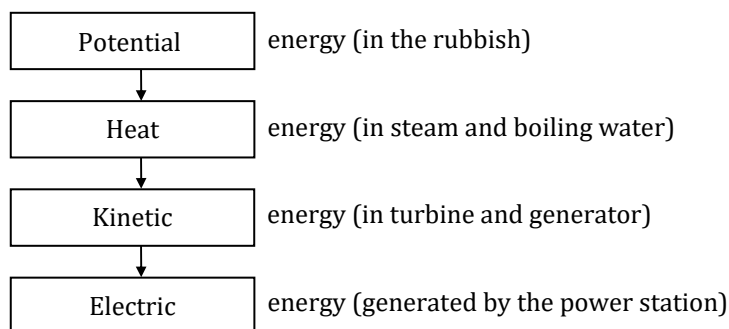 Potential energy (in the rubbish)
Heat energy (in steam and boiling water)
Kinetic energy (in turbine and generator)
Electric energy (generated by the power station)